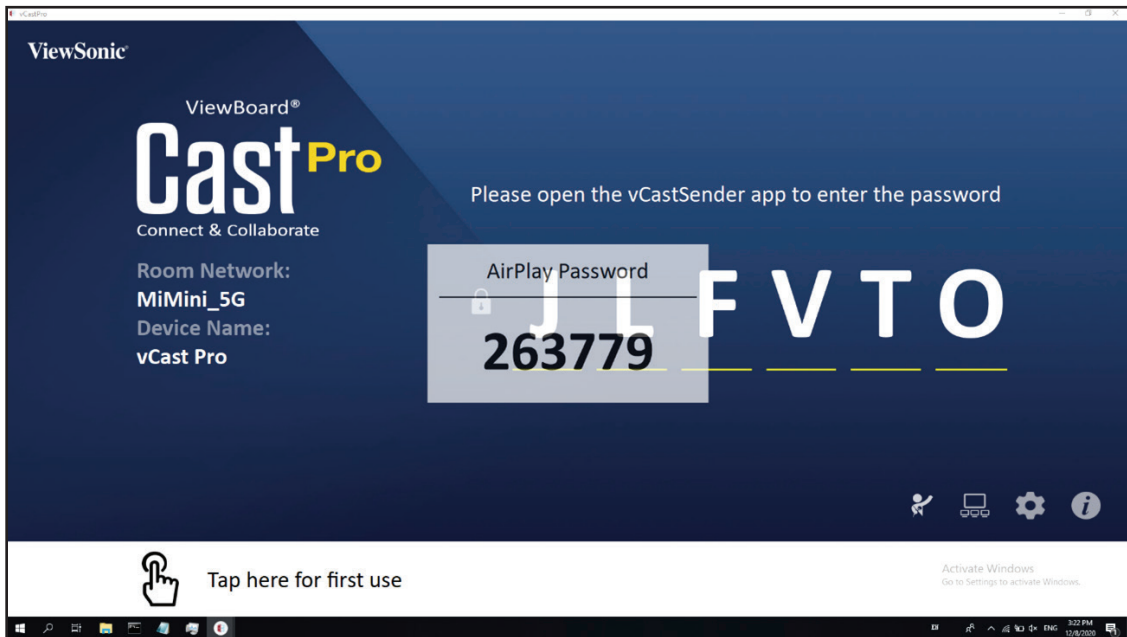 vCastPro
ViewSonic®
ViewBoard®
Cast Pro
Connect & Collaborate
Room Network:
MiMini_5G
Device Name:
vCast Pro
Please open the vCastSender app to enter the password
J L F V T O
AirPlay Password
263779
Tap here for first use
Activate Windows
Go to Settings to activate Windows.
ENG
3:22 PM
12/8/2020